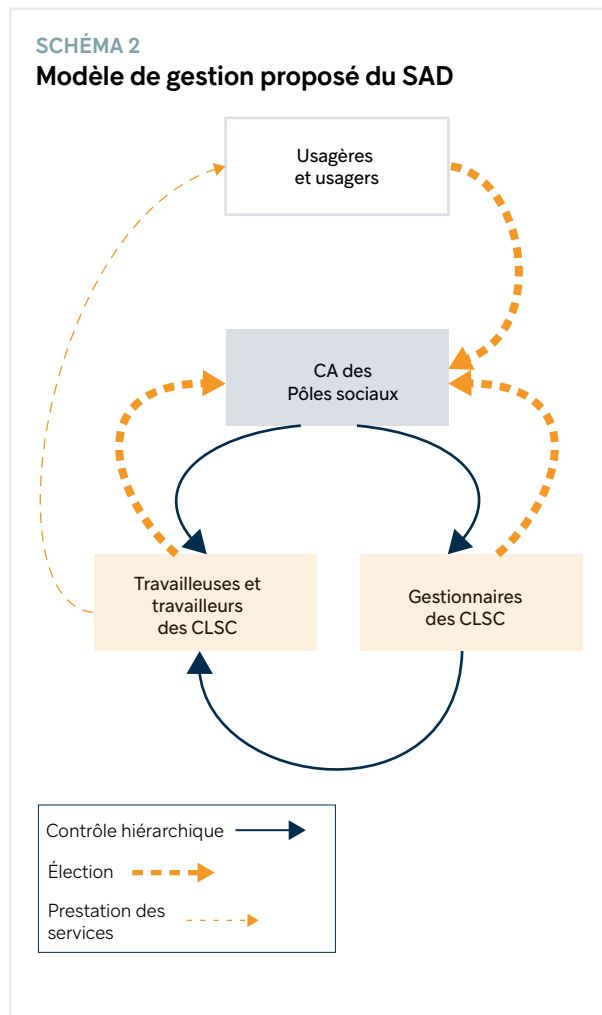 SCHÉMA 2
Modèle de gestion proposé du SAD
Usagères
et usagers
CA des
Pôles sociaux
Travailleuses et
travailleurs
des CLSC
Gestionnaires
des CLSC
Contrôle hiérarchique
Élection
Prestation des
services